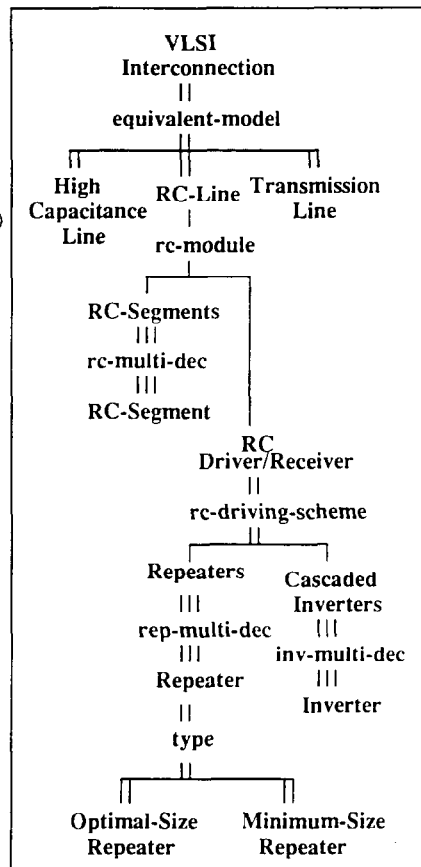 VLSI
Interconnection
equivalent-model
High
Capacitance
Line
RC-Line
Transmission
Line
rc-module
RC-Segments
rc-multi-dec
RC-Segment
RC
Driver/Receiver
rc-driving-scheme
Repeaters
rep-multi-dec
Repeater
type
Cascaded
Inverters
inv-multi-dec
Inverter
Optimal-Size
Repeater
Minimum-Size
Repeater